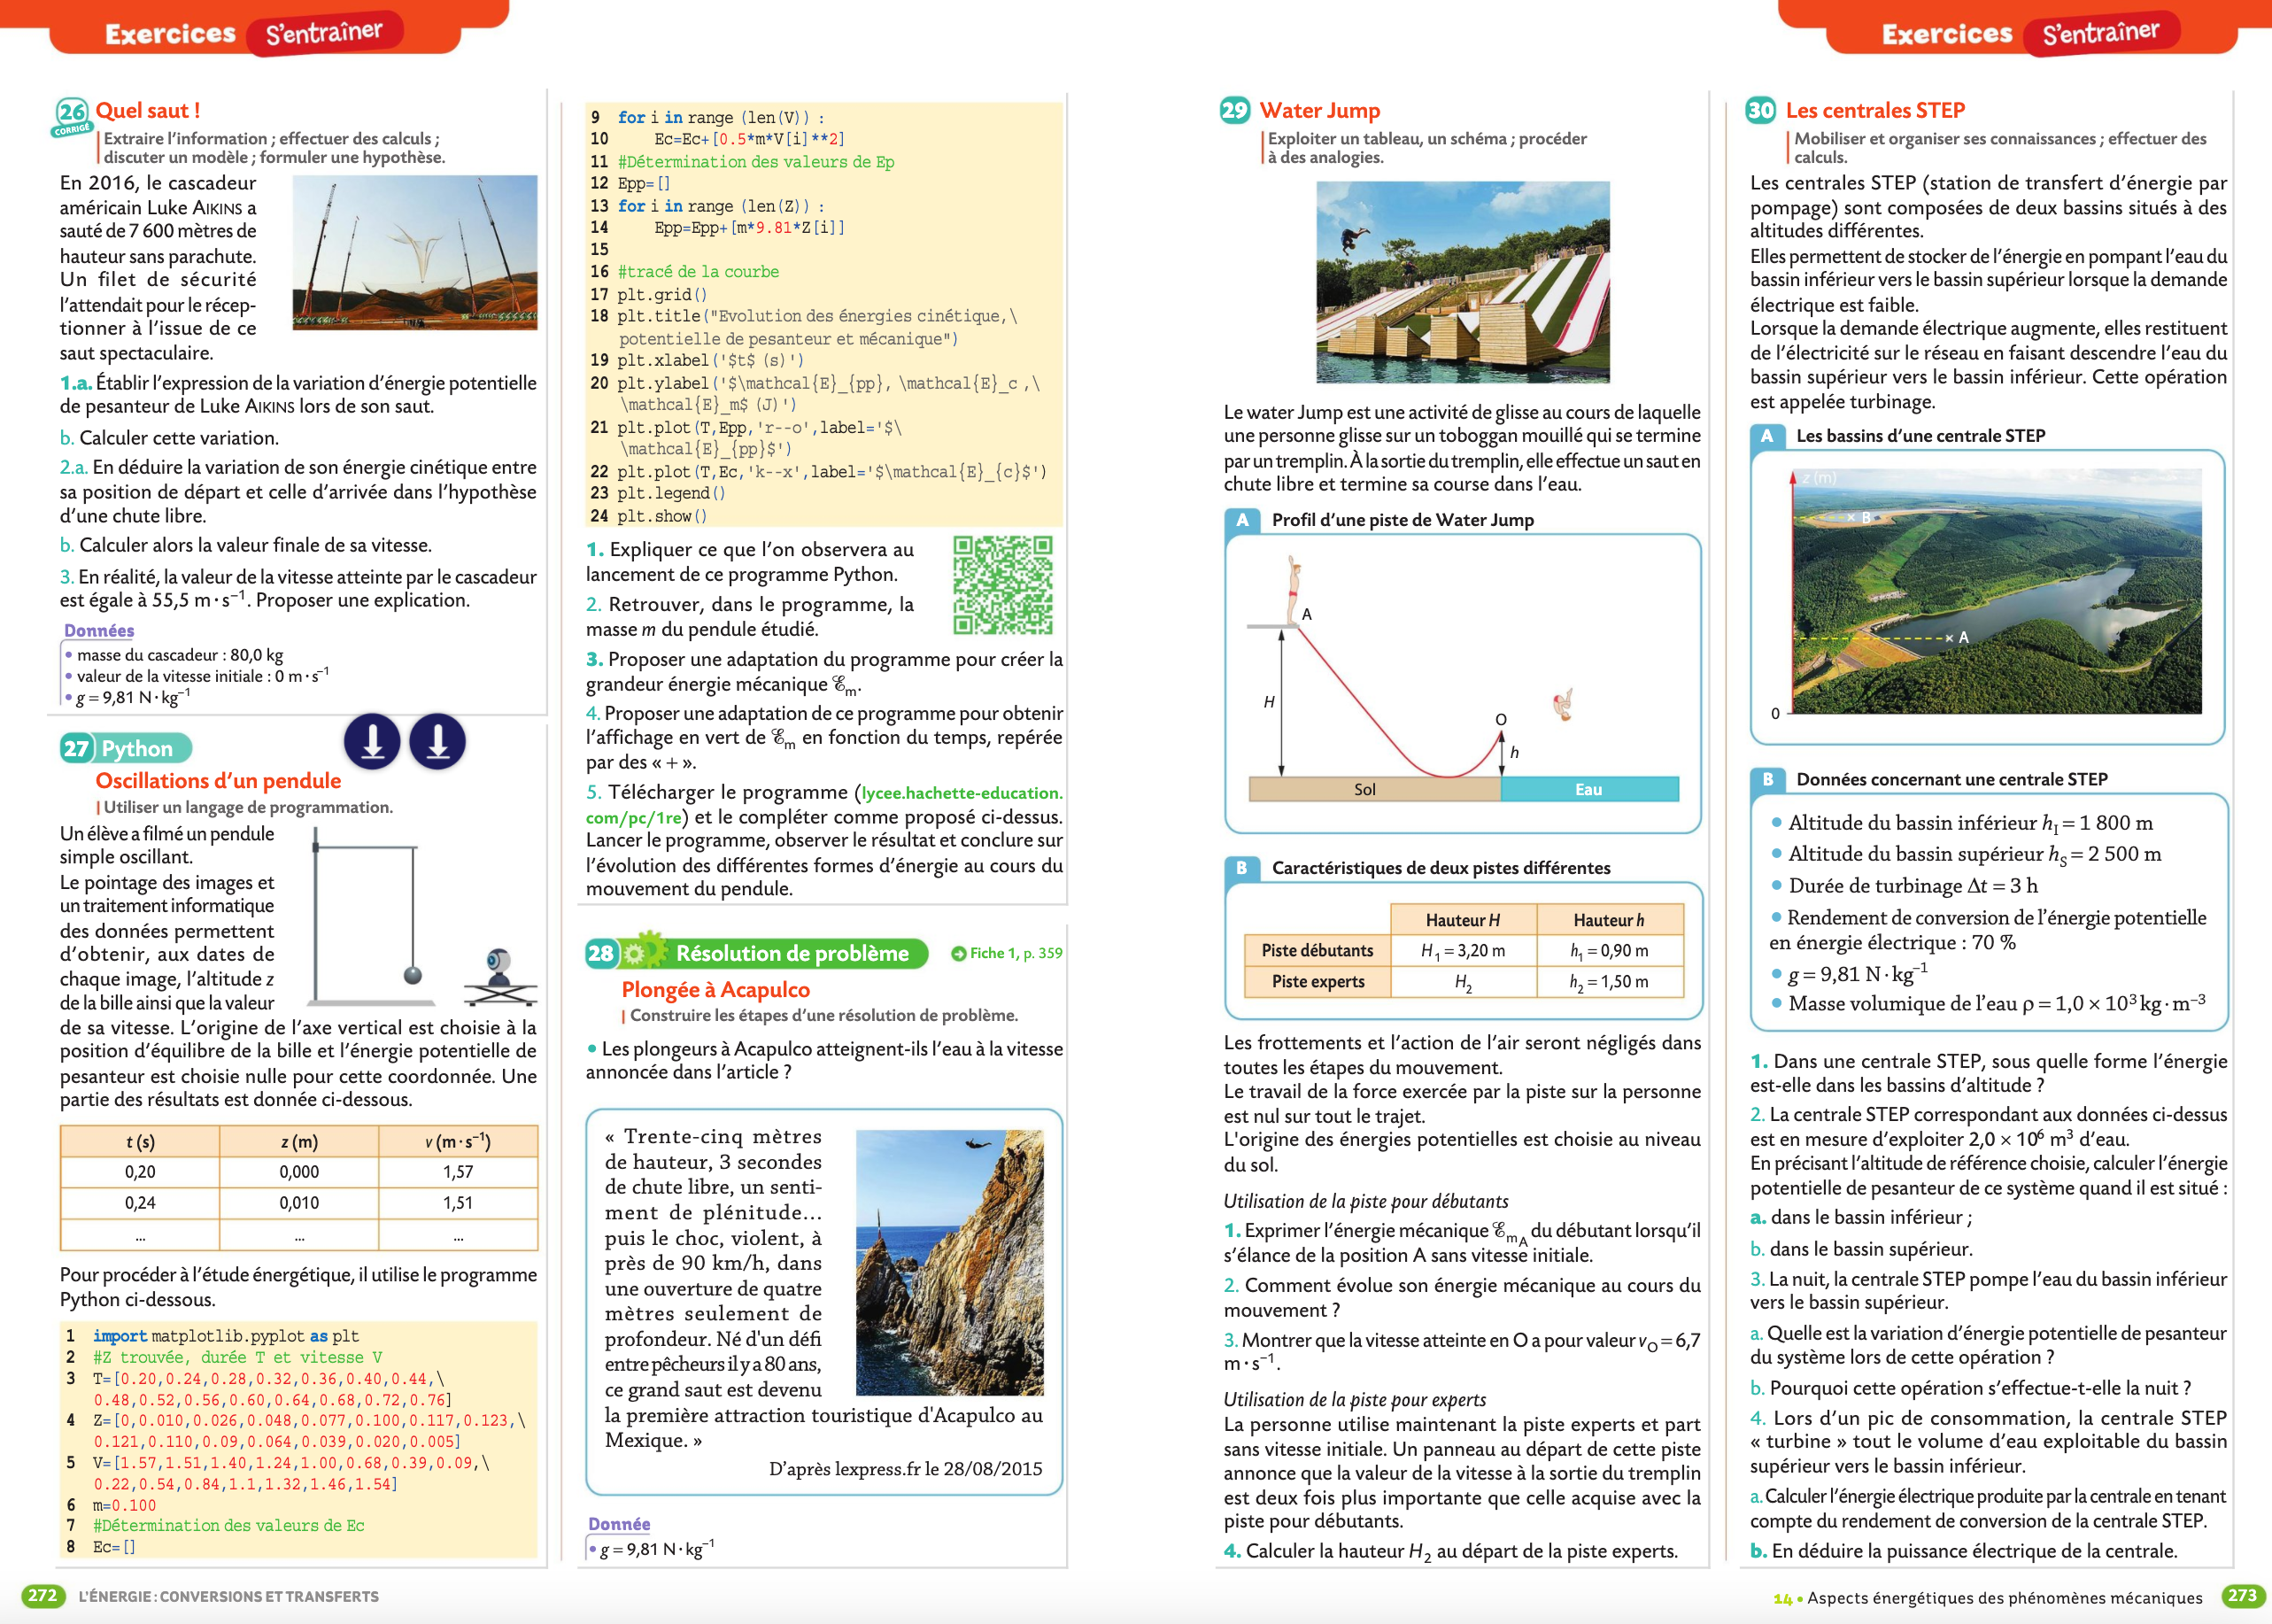 Exercices S'entraîner
26 Quel saut !
CORRIGÉ
Extraire l'information ; effectuer des calculs ;
discuter un modèle ; formuler une hypothèse.
En 2016, le cascadeur
américain Luke AIKINS a
sauté de 7 600 mètres de
hauteur sans parachute.
Un filet de sécurité
l'attendait pour le récep-
tionner à l'issue de ce
saut spectaculaire.
1.a. Établir l'expression de la variation d'énergie potentielle
de pesanteur de Luke AIKINS lors de son saut.
b. Calculer cette variation.
2.a. En déduire la variation de son énergie cinétique entre
sa position de départ et celle d'arrivée dans l'hypothèse
d'une chute libre.
b. Calculer alors la valeur finale de sa vitesse.
3. En réalité, la valeur de la vitesse atteinte par le cascadeur
est égale à 55,5 m·s⁻¹. Proposer une explication.
Données
• masse du cascadeur : 80,0 kg
• valeur de la vitesse initiale : 0 m·s⁻¹
• g = 9,81 N·kg⁻¹
27 Python
Oscillations d'un pendule
Utiliser un langage de programmation.
Un élève a filmé un pendule
simple oscillant.
Le pointage des images et
un traitement informatique
des données permettent
d'obtenir, aux dates de
chaque image, l'altitude z
de la bille ainsi que la valeur
de sa vitesse. L'origine de l'axe vertical est choisie à la
position d'équilibre de la bille et l'énergie potentielle de
pesanteur est choisie nulle pour cette coordonnée. Une
partie des résultats est donnée ci-dessous.
t (s) z (m) v (m·s⁻¹)
0,20 0,000 1,57
0,24 0,010 1,51
... ... ...
Pour procéder à l'étude énergétique, il utilise le programme
Python ci-dessous.
1 import matplotlib.pyplot as plt
2 #Z trouvée, durée T et vitesse V
3 T=[0.20,0.24,0.28,0.32,0.36,0.40,0.44,\
0.48,0.52,0.56,0.60,0.64,0.68,0.72,0.76]
4 Z=[0,0.010,0.026,0.048,0.077,0.100,0.117,0.123,\
0.121,0.110,0.09,0.064,0.039,0.020,0.005]
5 V=[1.57,1.51,1.40,1.24,1.00,0.68,0.39,0.09,\
0.22,0.54,0.84,1.1,1.32,1.46,1.54]
6 m=0.100
7 #Détermination des valeurs de Ec
8 Ec=[]
9 for i in range (len(V)) :
10 Ec=Ec+[0.5*m*V[i]**2]
11 #Détermination des valeurs de Ep
12 Epp=[]
13 for i in range (len(Z)) :
14 Epp=Epp+[m*9.81*Z[i]]
15
16 #tracé de la courbe
17 plt.grid()
18 plt.title("Evolution des énergies cinétique,\
potentielle de pesanteur et mécanique")
19 plt.xlabel('$t$ (s)')
20 plt.ylabel('$\mathcal{E}_{pp}, \mathcal{E}_c ,\
\mathcal{E}_m$ (J)')
21 plt.plot(T,Epp,'r--o',label='$\
\mathcal{E}_{pp}$')
22 plt.plot(T,Ec,'k--x',label='$\mathcal{E}_{c}$')
23 plt.legend()
24 plt.show()
1. Expliquer ce que l'on observera au
lancement de ce programme Python.
2. Retrouver, dans le programme, la
masse m du pendule étudié.
3. Proposer une adaptation du programme pour créer la
grandeur énergie mécanique ℰm.
4. Proposer une adaptation de ce programme pour obtenir
l'affichage en vert de ℰm en fonction du temps, repérée
par des « + ».
5. Télécharger le programme (lycee.hachette-education.
com/pc/1re) et le compléter comme proposé ci-dessus.
Lancer le programme, observer le résultat et conclure sur
l'évolution des différentes formes d'énergie au cours du
mouvement du pendule.
28 Résolution de problème Fiche 1, p. 359
Plongée à Acapulco
Construire les étapes d'une résolution de problème.
• Les plongeurs à Acapulco atteignent-ils l'eau à la vitesse
annoncée dans l'article ?
« Trente-cinq mètres
de hauteur, 3 secondes
de chute libre, un senti-
ment de plénitude...
puis le choc, violent, à
près de 90 km/h, dans
une ouverture de quatre
mètres seulement de
profondeur. Né d'un défi
entre pêcheurs il y a 80 ans,
ce grand saut est devenu
la première attraction touristique d'Acapulco au
Mexique. »
D'après lexpress.fr le 28/08/2015
Donnée
• g = 9,81 N·kg⁻¹
272 L'ÉNERGIE : CONVERSIONS ET TRANSFERTS
Exercices S'entraîner
29 Water Jump
Exploiter un tableau, un schéma ; procéder
à des analogies.
Le water Jump est une activité de glisse au cours de laquelle
une personne glisse sur un toboggan mouillé qui se termine
par un tremplin. À la sortie du tremplin, elle effectue un saut en
chute libre et termine sa course dans l'eau.
A Profil d'une piste de Water Jump
A
H
O
h
Sol Eau
B Caractéristiques de deux pistes différentes
Hauteur H Hauteur h
Piste débutants H₁ = 3,20 m h₁ = 0,90 m
Piste experts H₂ h₂ = 1,50 m
Les frottements et l'action de l'air seront négligés dans
toutes les étapes du mouvement.
Le travail de la force exercée par la piste sur la personne
est nul sur tout le trajet.
L'origine des énergies potentielles est choisie au niveau
du sol.
Utilisation de la piste pour débutants
1. Exprimer l'énergie mécanique ℰmA du débutant lorsqu'il
s'élance de la position A sans vitesse initiale.
2. Comment évolue son énergie mécanique au cours du
mouvement ?
3. Montrer que la vitesse atteinte en O a pour valeur vO = 6,7
m·s⁻¹.
Utilisation de la piste pour experts
La personne utilise maintenant la piste experts et part
sans vitesse initiale. Un panneau au départ de cette piste
annonce que la valeur de la vitesse à la sortie du tremplin
est deux fois plus importante que celle acquise avec la
piste pour débutants.
4. Calculer la hauteur H₂ au départ de la piste experts.
30 Les centrales STEP
Mobiliser et organiser ses connaissances ; effectuer des
calculs.
Les centrales STEP (station de transfert d'énergie par
pompage) sont composées de deux bassins situés à des
altitudes différentes.
Elles permettent de stocker de l'énergie en pompant l'eau du
bassin inférieur vers le bassin supérieur lorsque la demande
électrique est faible.
Lorsque la demande électrique augmente, elles restituent
de l'électricité sur le réseau en faisant descendre l'eau du
bassin supérieur vers le bassin inférieur. Cette opération
est appelée turbinage.
A Les bassins d'une centrale STEP
z (m)
× B
× A
0
B Données concernant une centrale STEP
• Altitude du bassin inférieur hI = 1 800 m
• Altitude du bassin supérieur hS = 2 500 m
• Durée de turbinage Δt = 3 h
• Rendement de conversion de l'énergie potentielle
en énergie électrique : 70 %
• g = 9,81 N·kg⁻¹
• Masse volumique de l'eau ρ = 1,0 × 10³ kg·m⁻³
1. Dans une centrale STEP, sous quelle forme l'énergie
est-elle dans les bassins d'altitude ?
2. La centrale STEP correspondant aux données ci-dessus
est en mesure d'exploiter 2,0 × 10⁶ m³ d'eau.
En précisant l'altitude de référence choisie, calculer l'énergie
potentielle de pesanteur de ce système quand il est situé :
a. dans le bassin inférieur ;
b. dans le bassin supérieur.
3. La nuit, la centrale STEP pompe l'eau du bassin inférieur
vers le bassin supérieur.
a. Quelle est la variation d'énergie potentielle de pesanteur
du système lors de cette opération ?
b. Pourquoi cette opération s'effectue-t-elle la nuit ?
4. Lors d'un pic de consommation, la centrale STEP
« turbine » tout le volume d'eau exploitable du bassin
supérieur vers le bassin inférieur.
a. Calculer l'énergie électrique produite par la centrale en tenant
compte du rendement de conversion de la centrale STEP.
b. En déduire la puissance électrique de la centrale.
14 • Aspects énergétiques des phénomènes mécaniques 273